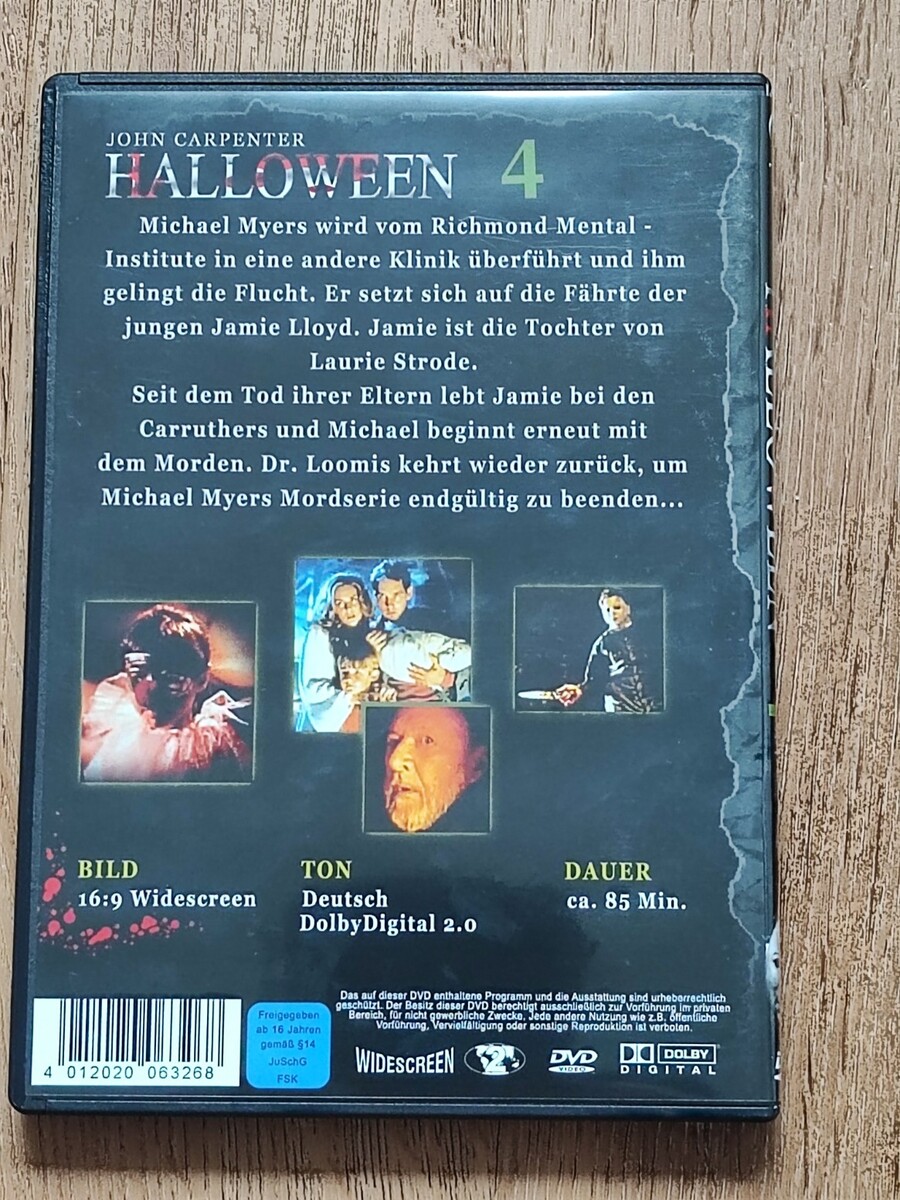 JOHN CARPENTER
HALLOWEEN 4
Michael Myers wird vom Richmond Mental -
Institute in eine andere Klinik überführt und ihm
gelingt die Flucht. Er setzt sich auf die Fährte der
jungen Jamie Lloyd. Jamie ist die Tochter von
Laurie Strode.
Seit dem Tod ihrer Eltern lebt Jamie bei den
Carruthers und Michael beginnt erneut mit
dem Morden. Dr. Loomis kehrt wieder zurück, um
Michael Myers Mordserie endgültig zu beenden...
BILD
16:9 Widescreen
TON
Deutsch
DolbyDigital 2.0
DAUER
ca. 85 Min.
Das auf dieser DVD enthaltene Programm und die Ausstattung sind urheberrechtlich
geschützt. Der Besitz dieser DVD berechtigt ausschließlich zur Vorführung im privaten
Bereich, für nicht gewerbliche Zwecke. Jede andere Nutzung wie z.B. öffentliche
Vorführung, Vervielfältigung oder sonstige Reproduktion ist verboten.
4 012020 063268
Freigegeben
ab 16 Jahren
gemäß §14
JuSchG
FSK
WIDESCREEN
2
DVD
VIDEO
DOLBY
DIGITAL